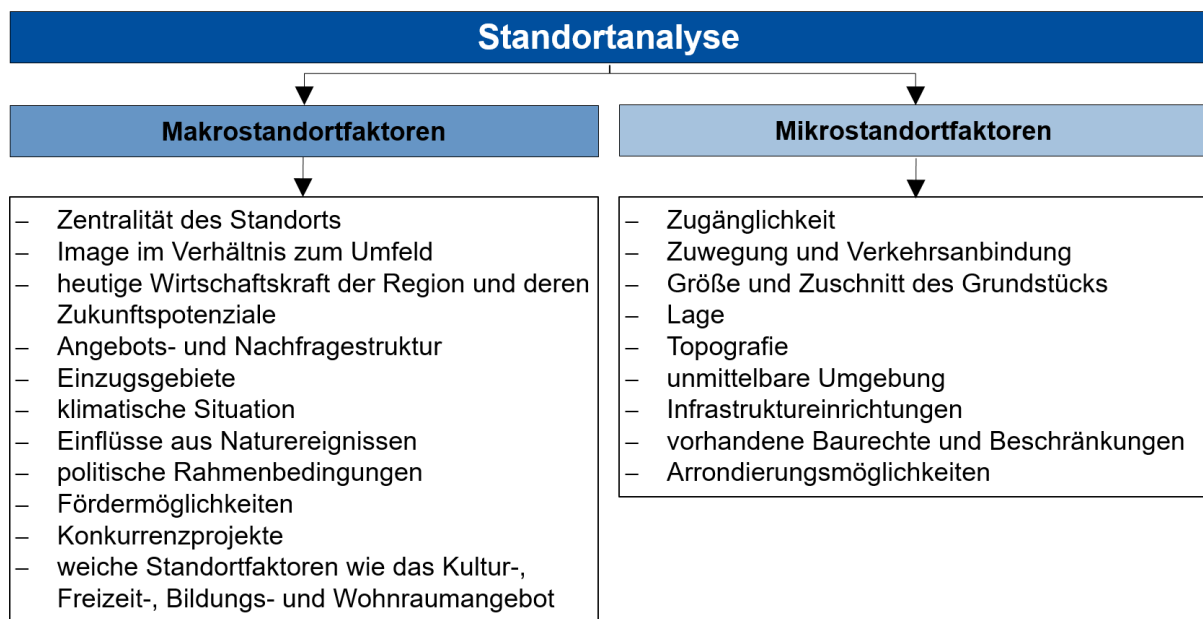 Standortanalyse
Makrostandortfaktoren
– Zentralität des Standorts
– Image im Verhältnis zum Umfeld
– heutige Wirtschaftskraft der Region und deren
Zukunftspotenziale
– Angebots- und Nachfragestruktur
– Einzugsgebiete
– klimatische Situation
– Einflüsse aus Naturereignissen
– politische Rahmenbedingungen
– Fördermöglichkeiten
– Konkurrenzprojekte
– weiche Standortfaktoren wie das Kultur-,
Freizeit-, Bildungs- und Wohnraumangebot
Mikrostandortfaktoren
– Zugänglichkeit
– Zuwegung und Verkehrsanbindung
– Größe und Zuschnitt des Grundstücks
– Lage
– Topografie
– unmittelbare Umgebung
– Infrastruktureinrichtungen
– vorhandene Baurechte und Beschränkungen
– Arrondierungsmöglichkeiten